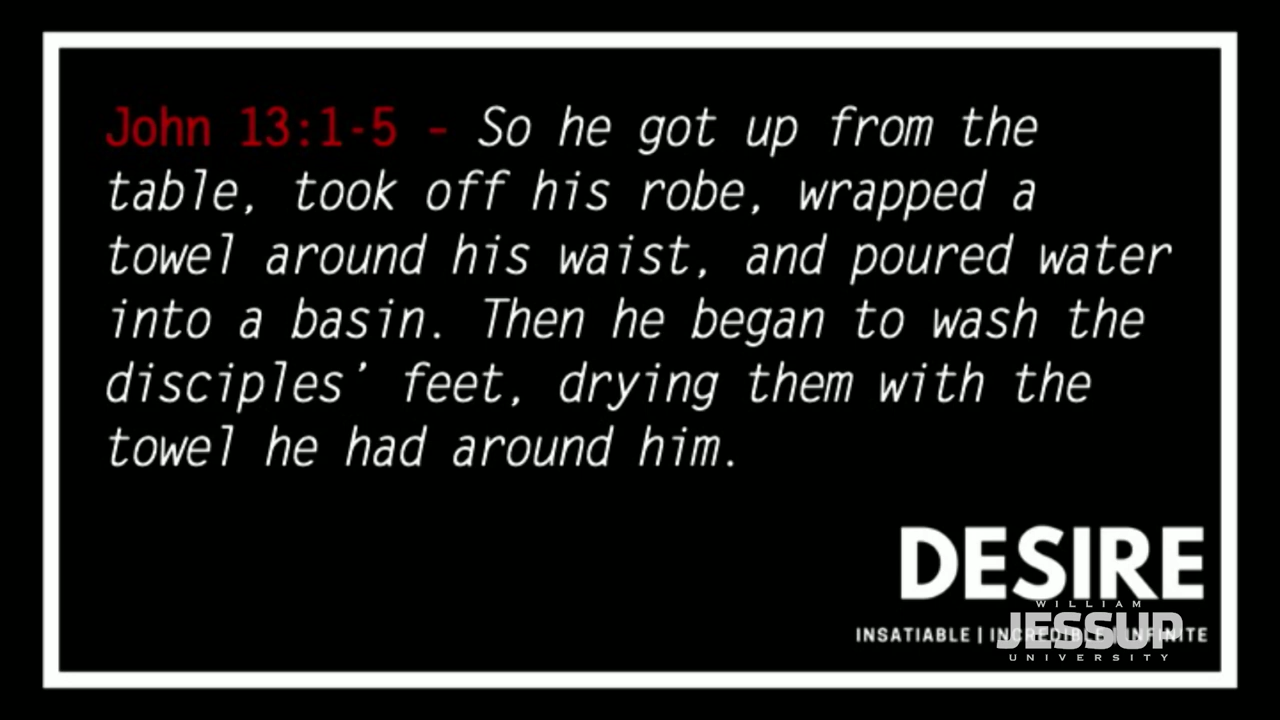 John 13:1-5 - So he got up from the
table, took off his robe, wrapped a
towel around his waist, and poured water
into a basin. Then he began to wash the
disciples' feet, drying them with the
towel he had around him.
DESIRE
INSATIABLE | INCREDIBLE | INFINITE
WILLIAM
JESSUP
UNIVERSITY